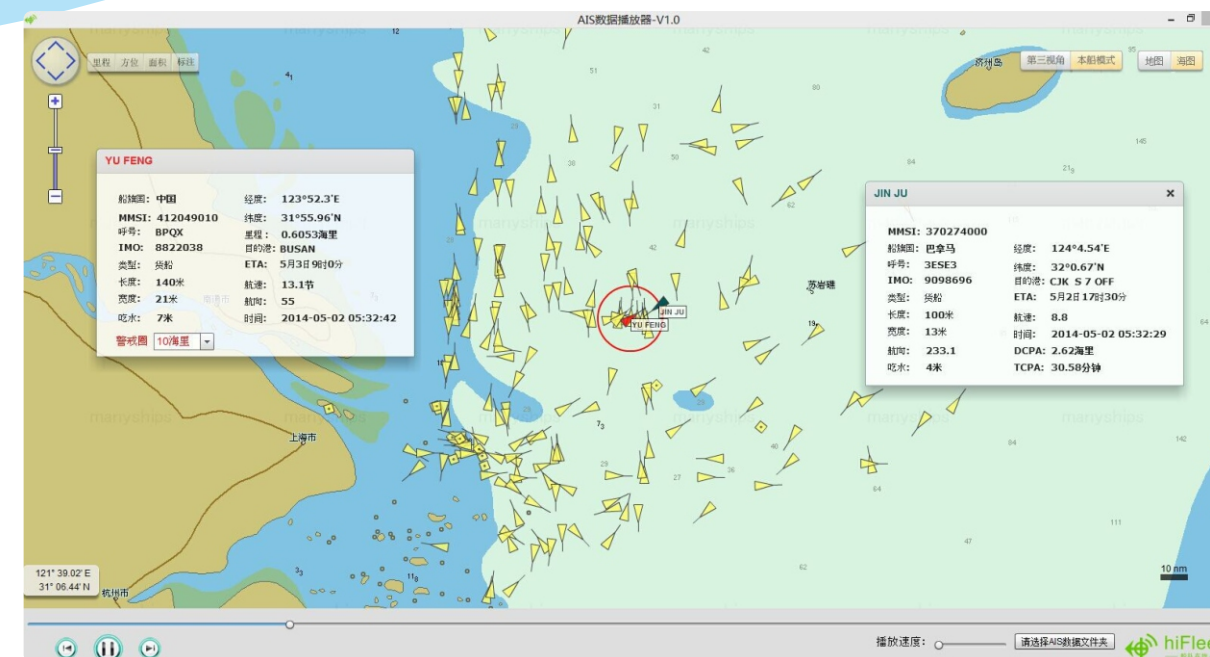 AIS数据播放器-V1.0
里程 方位 面积 标注
第三视角 本船模式 地图 海图
济州岛
YU FENG
船旗国: 中国 经度: 123°52.3'E
MMSI: 412049010 纬度: 31°55.96'N
呼号: BPQX 里程: 0.6053海里
IMO: 8822038 目的港: BUSAN
类型: 货船 ETA: 5月3日9时0分
长度: 140米 航速: 13.1节
宽度: 21米 航向: 55
吃水: 7米 时间: 2014-05-02 05:32:42
警戒圈 10海里
JIN JU
MMSI: 370274000
船旗国: 巴拿马 经度: 124°4.54'E
呼号: 3ESE3 纬度: 32°0.67'N
IMO: 9098696 目的港: CJK S 7 OFF
类型: 货船 ETA: 5月2日17时30分
长度: 100米 航速: 8.8
宽度: 13米 时间: 2014-05-02 05:32:29
航向: 233.1 DCPA: 2.62海里
吃水: 4米 TCPA: 30.58分钟
苏岩礁
JIN JU
YU FENG
manyships
manyships
manyships
manyships
上海市
杭州市
121° 39.02' E
31° 06.44' N
10 nm
播放速度: 请选择AIS数据文件夹 hiFlee